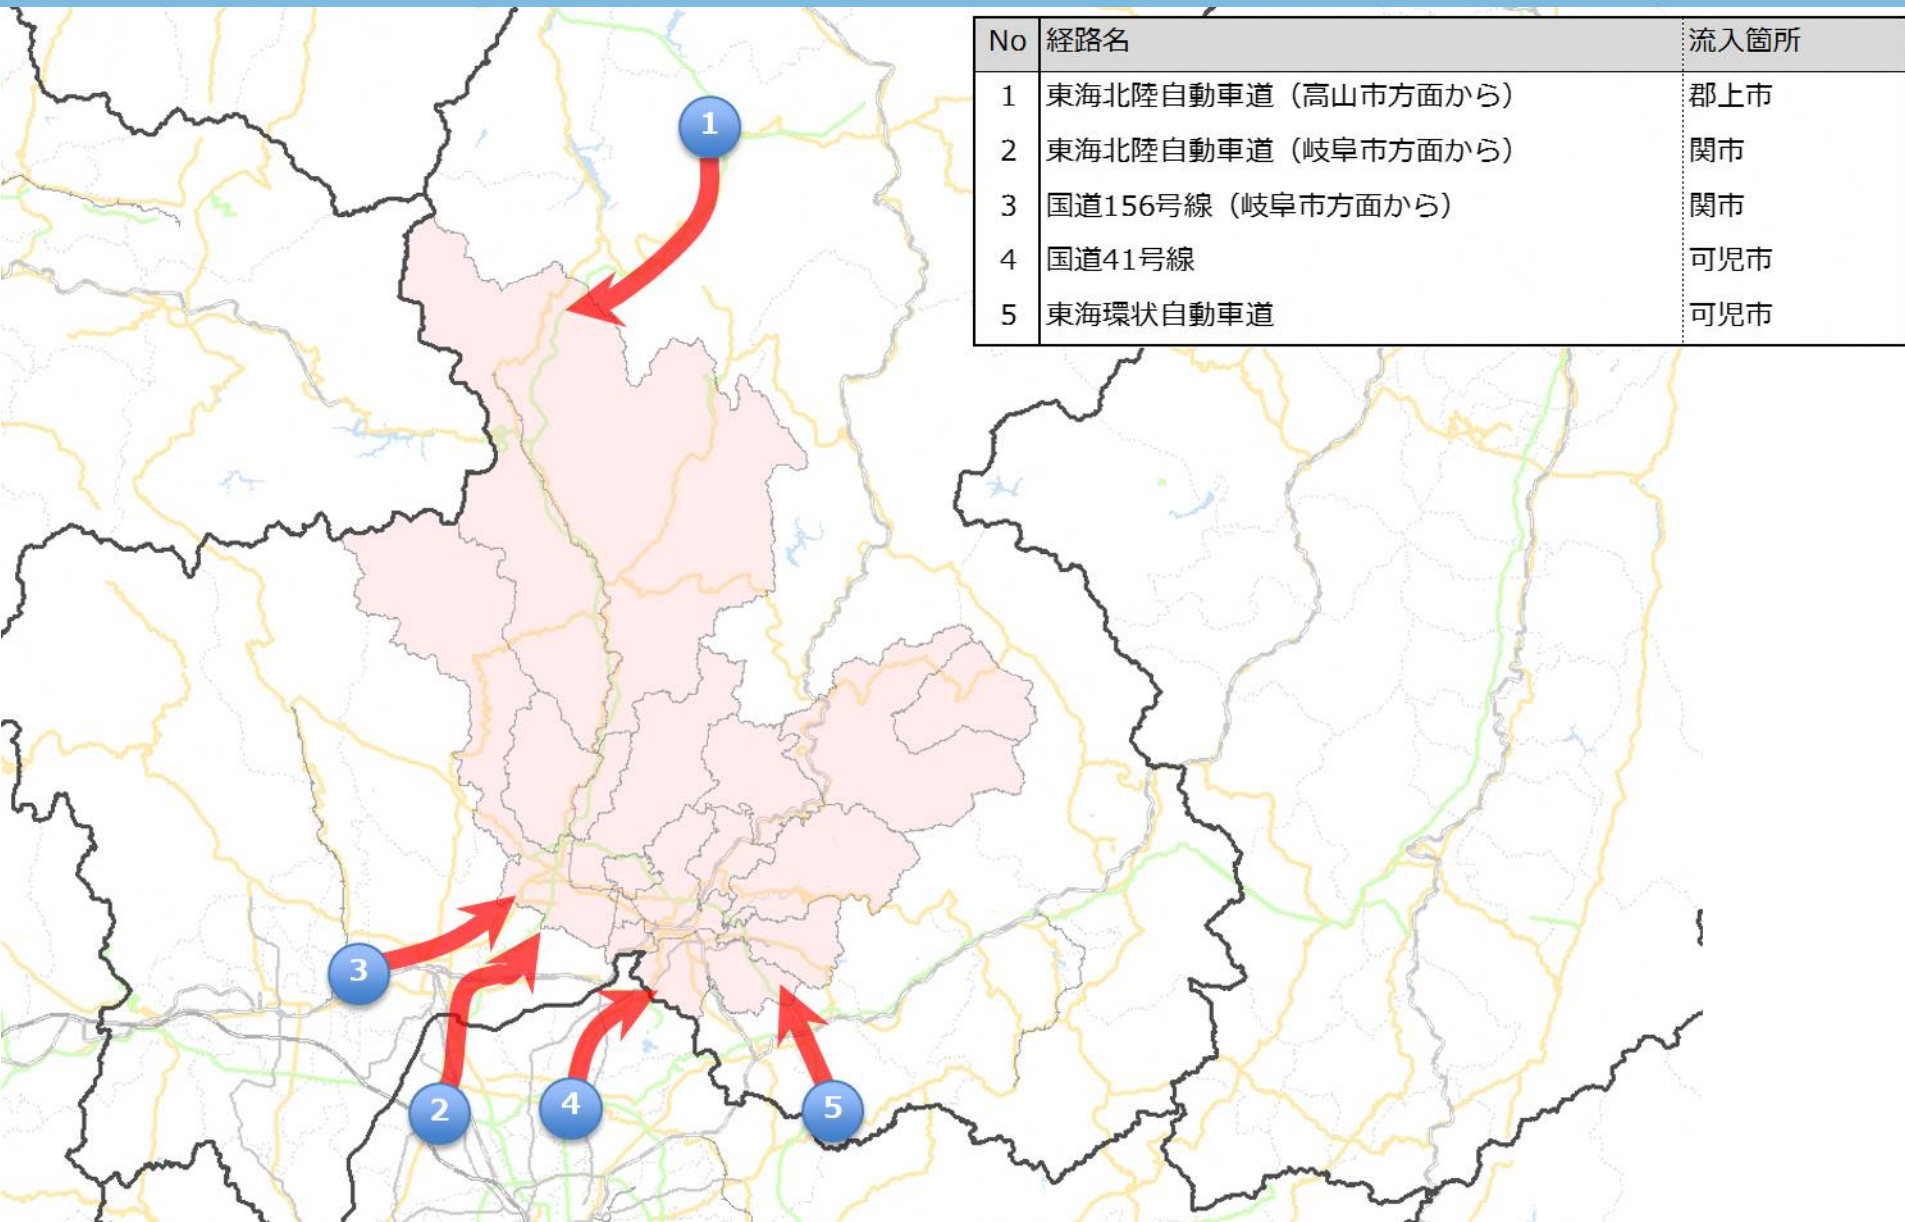 No 経路名 流入箇所
1 東海北陸自動車道（高山市方面から） 郡上市
2 東海北陸自動車道（岐阜市方面から） 関市
3 国道156号線（岐阜市方面から） 関市
4 国道41号線 可児市
5 東海環状自動車道 可児市
1
3
2
4
5